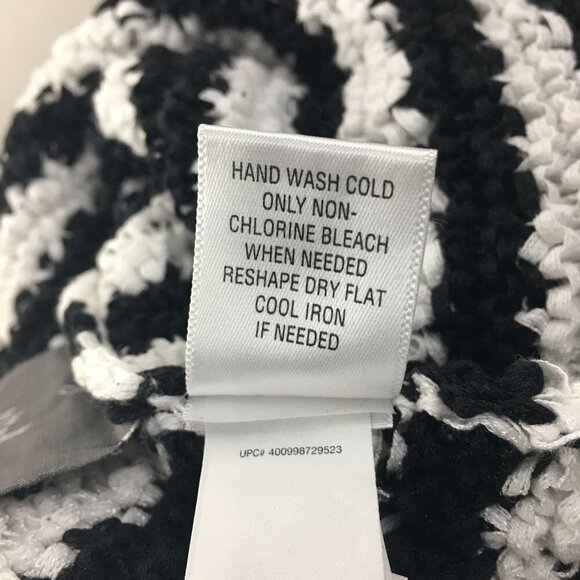 HAND WASH COLD
ONLY NON-
CHLORINE BLEACH
WHEN NEEDED
RESHAPE DRY FLAT
COOL IRON
IF NEEDED
UPC# 400998729523